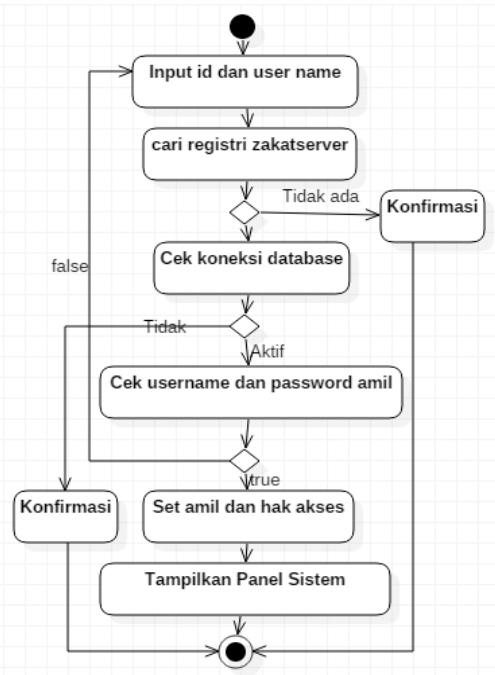 Input id dan user name
cari registri zakatserver
Tidak ada
Konfirmasi
Cek koneksi database
false
Tidak
Aktif
Cek username dan password amil
true
Konfirmasi
Set amil dan hak akses
Tampilkan Panel Sistem